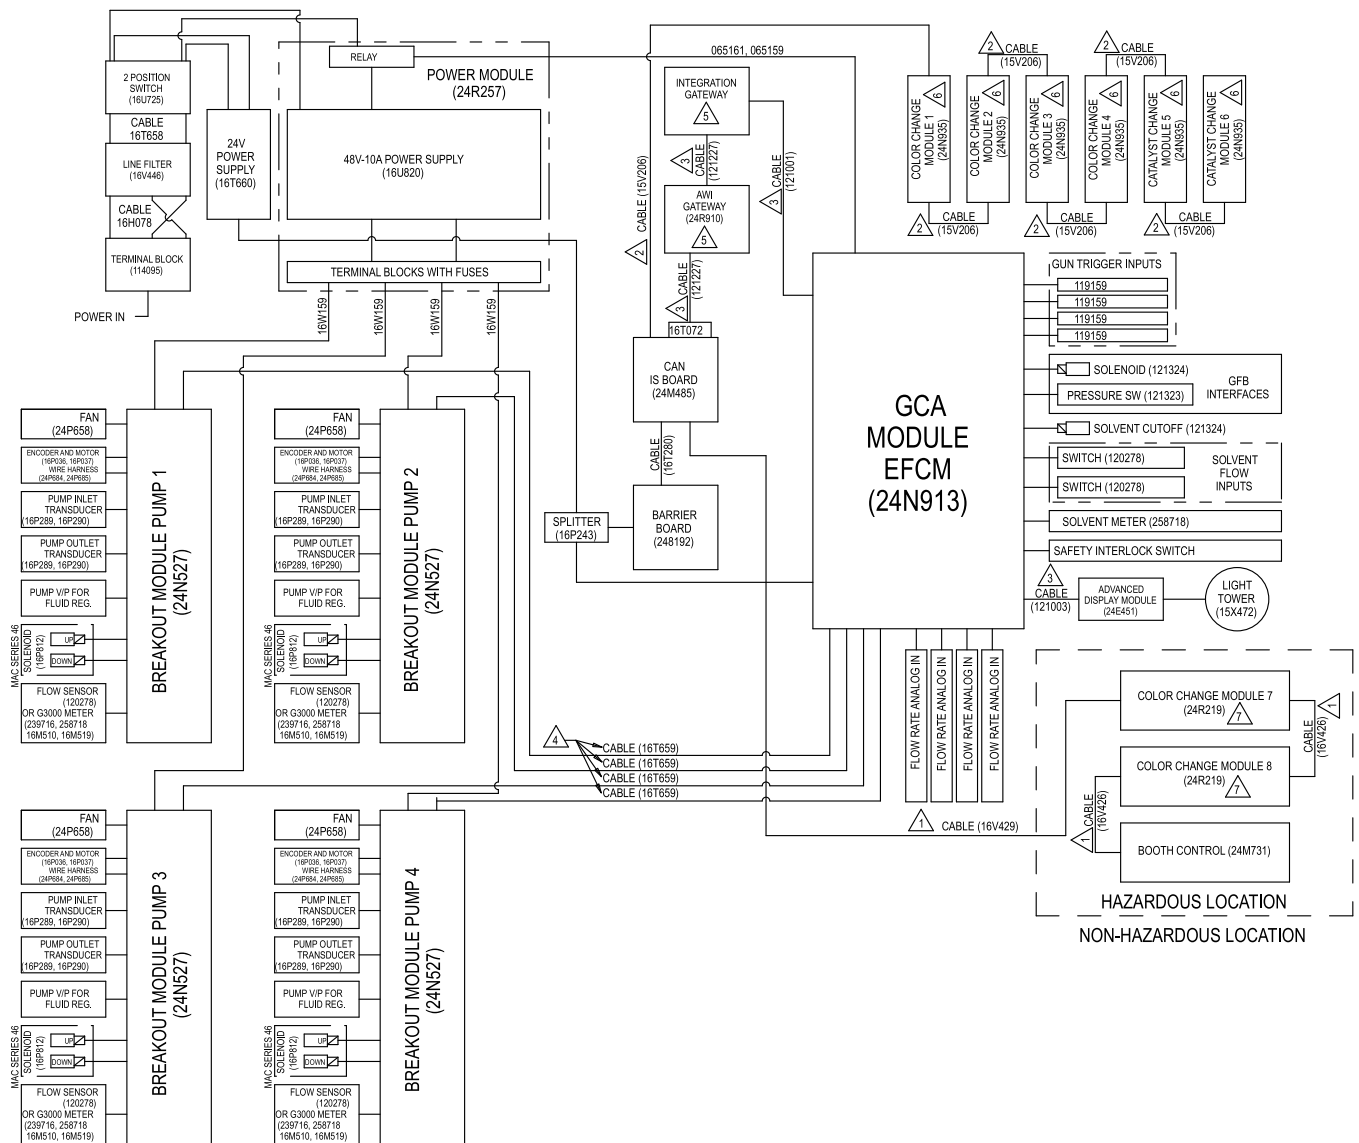 2 POSITION
SWITCH
(16U725)
CABLE
16T658
LINE FILTER
(16V446)
CABLE
16H078
TERMINAL BLOCK
(114095)
POWER IN
24V
POWER
SUPPLY
(16T660)
RELAY
POWER MODULE
(24R257)
48V-10A POWER SUPPLY
(16U820)
TERMINAL BLOCKS WITH FUSES
16W159
16W159
16W159
16W159
065161, 065159
INTEGRATION
GATEWAY
5
3
CABLE
(121227)
AWI
GATEWAY
(24R910)
5
3
CABLE
(121227)
3
CABLE
(121001)
2
CABLE (15V206)
16T072
CAN
IS BOARD
(24M485)
CABLE
(16T280)
BARRIER
BOARD
(248192)
SPLITTER
(16P243)
2
CABLE
(15V206)
2
CABLE
(15V206)
COLOR CHANGE
MODULE 1
(24N935)
6
COLOR CHANGE
MODULE 2
(24N935)
6
COLOR CHANGE
MODULE 3
(24N935)
6
COLOR CHANGE
MODULE 4
(24N935)
6
CATALYST CHANGE
MODULE 5
(24N935)
6
CATALYST CHANGE
MODULE 6
(24N935)
6
2
CABLE
(15V206)
2
CABLE
(15V206)
2
CABLE
(15V206)
GCA
MODULE
EFCM
(24N913)
GUN TRIGGER INPUTS
119159
119159
119159
119159
SOLENOID (121324)
PRESSURE SW (121323)
GFB
INTERFACES
SOLVENT CUTOFF (121324)
SWITCH (120278)
SWITCH (120278)
SOLVENT
FLOW
INPUTS
SOLVENT METER (258718)
SAFETY INTERLOCK SWITCH
3
CABLE
(121003)
ADVANCED
DISPLAY MODULE
(24E451)
LIGHT
TOWER
(15X472)
FLOW RATE ANALOG IN
FLOW RATE ANALOG IN
FLOW RATE ANALOG IN
FLOW RATE ANALOG IN
4
CABLE (16T659)
CABLE (16T659)
CABLE (16T659)
CABLE (16T659)
1
CABLE (16V429)
COLOR CHANGE MODULE 7
(24R219)
7
1
CABLE
(16V426)
COLOR CHANGE MODULE 8
(24R219)
7
1
CABLE
(16V426)
BOOTH CONTROL (24M731)
HAZARDOUS LOCATION
NON-HAZARDOUS LOCATION
FAN
(24P658)
ENCODER AND MOTOR
(16P036, 16P037)
WIRE HARNESS
(24P684, 24P685)
PUMP INLET
TRANSDUCER
(16P289, 16P290)
PUMP OUTLET
TRANSDUCER
(16P289, 16P290)
PUMP V/P FOR
FLUID REG.
MAC SERIES 46
SOLENOID
(16P812)
UP
DOWN
FLOW SENSOR
(120278)
OR G3000 METER
(239716, 258718
16M510, 16M519)
BREAKOUT MODULE PUMP 1
(24N527)
FAN
(24P658)
ENCODER AND MOTOR
(16P036, 16P037)
WIRE HARNESS
(24P684, 24P685)
PUMP INLET
TRANSDUCER
(16P289, 16P290)
PUMP OUTLET
TRANSDUCER
(16P289, 16P290)
PUMP V/P FOR
FLUID REG.
MAC SERIES 46
SOLENOID
(16P812)
UP
DOWN
FLOW SENSOR
(120278)
OR G3000 METER
(239716, 258718
16M510, 16M519)
BREAKOUT MODULE PUMP 2
(24N527)
FAN
(24P658)
ENCODER AND MOTOR
(16P036, 16P037)
WIRE HARNESS
(24P684, 24P685)
PUMP INLET
TRANSDUCER
(16P289, 16P290)
PUMP OUTLET
TRANSDUCER
(16P289, 16P290)
PUMP V/P FOR
FLUID REG.
MAC SERIES 46
SOLENOID
(16P812)
UP
DOWN
FLOW SENSOR
(120278)
OR G3000 METER
(239716, 258718
16M510, 16M519)
BREAKOUT MODULE PUMP 3
(24N527)
FAN
(24P658)
ENCODER AND MOTOR
(16P036, 16P037)
WIRE HARNESS
(24P684, 24P685)
PUMP INLET
TRANSDUCER
(16P289, 16P290)
PUMP OUTLET
TRANSDUCER
(16P289, 16P290)
PUMP V/P FOR
FLUID REG.
MAC SERIES 46
SOLENOID
(16P812)
UP
DOWN
FLOW SENSOR
(120278)
OR G3000 METER
(239716, 258718
16M510, 16M519)
BREAKOUT MODULE PUMP 4
(24N527)